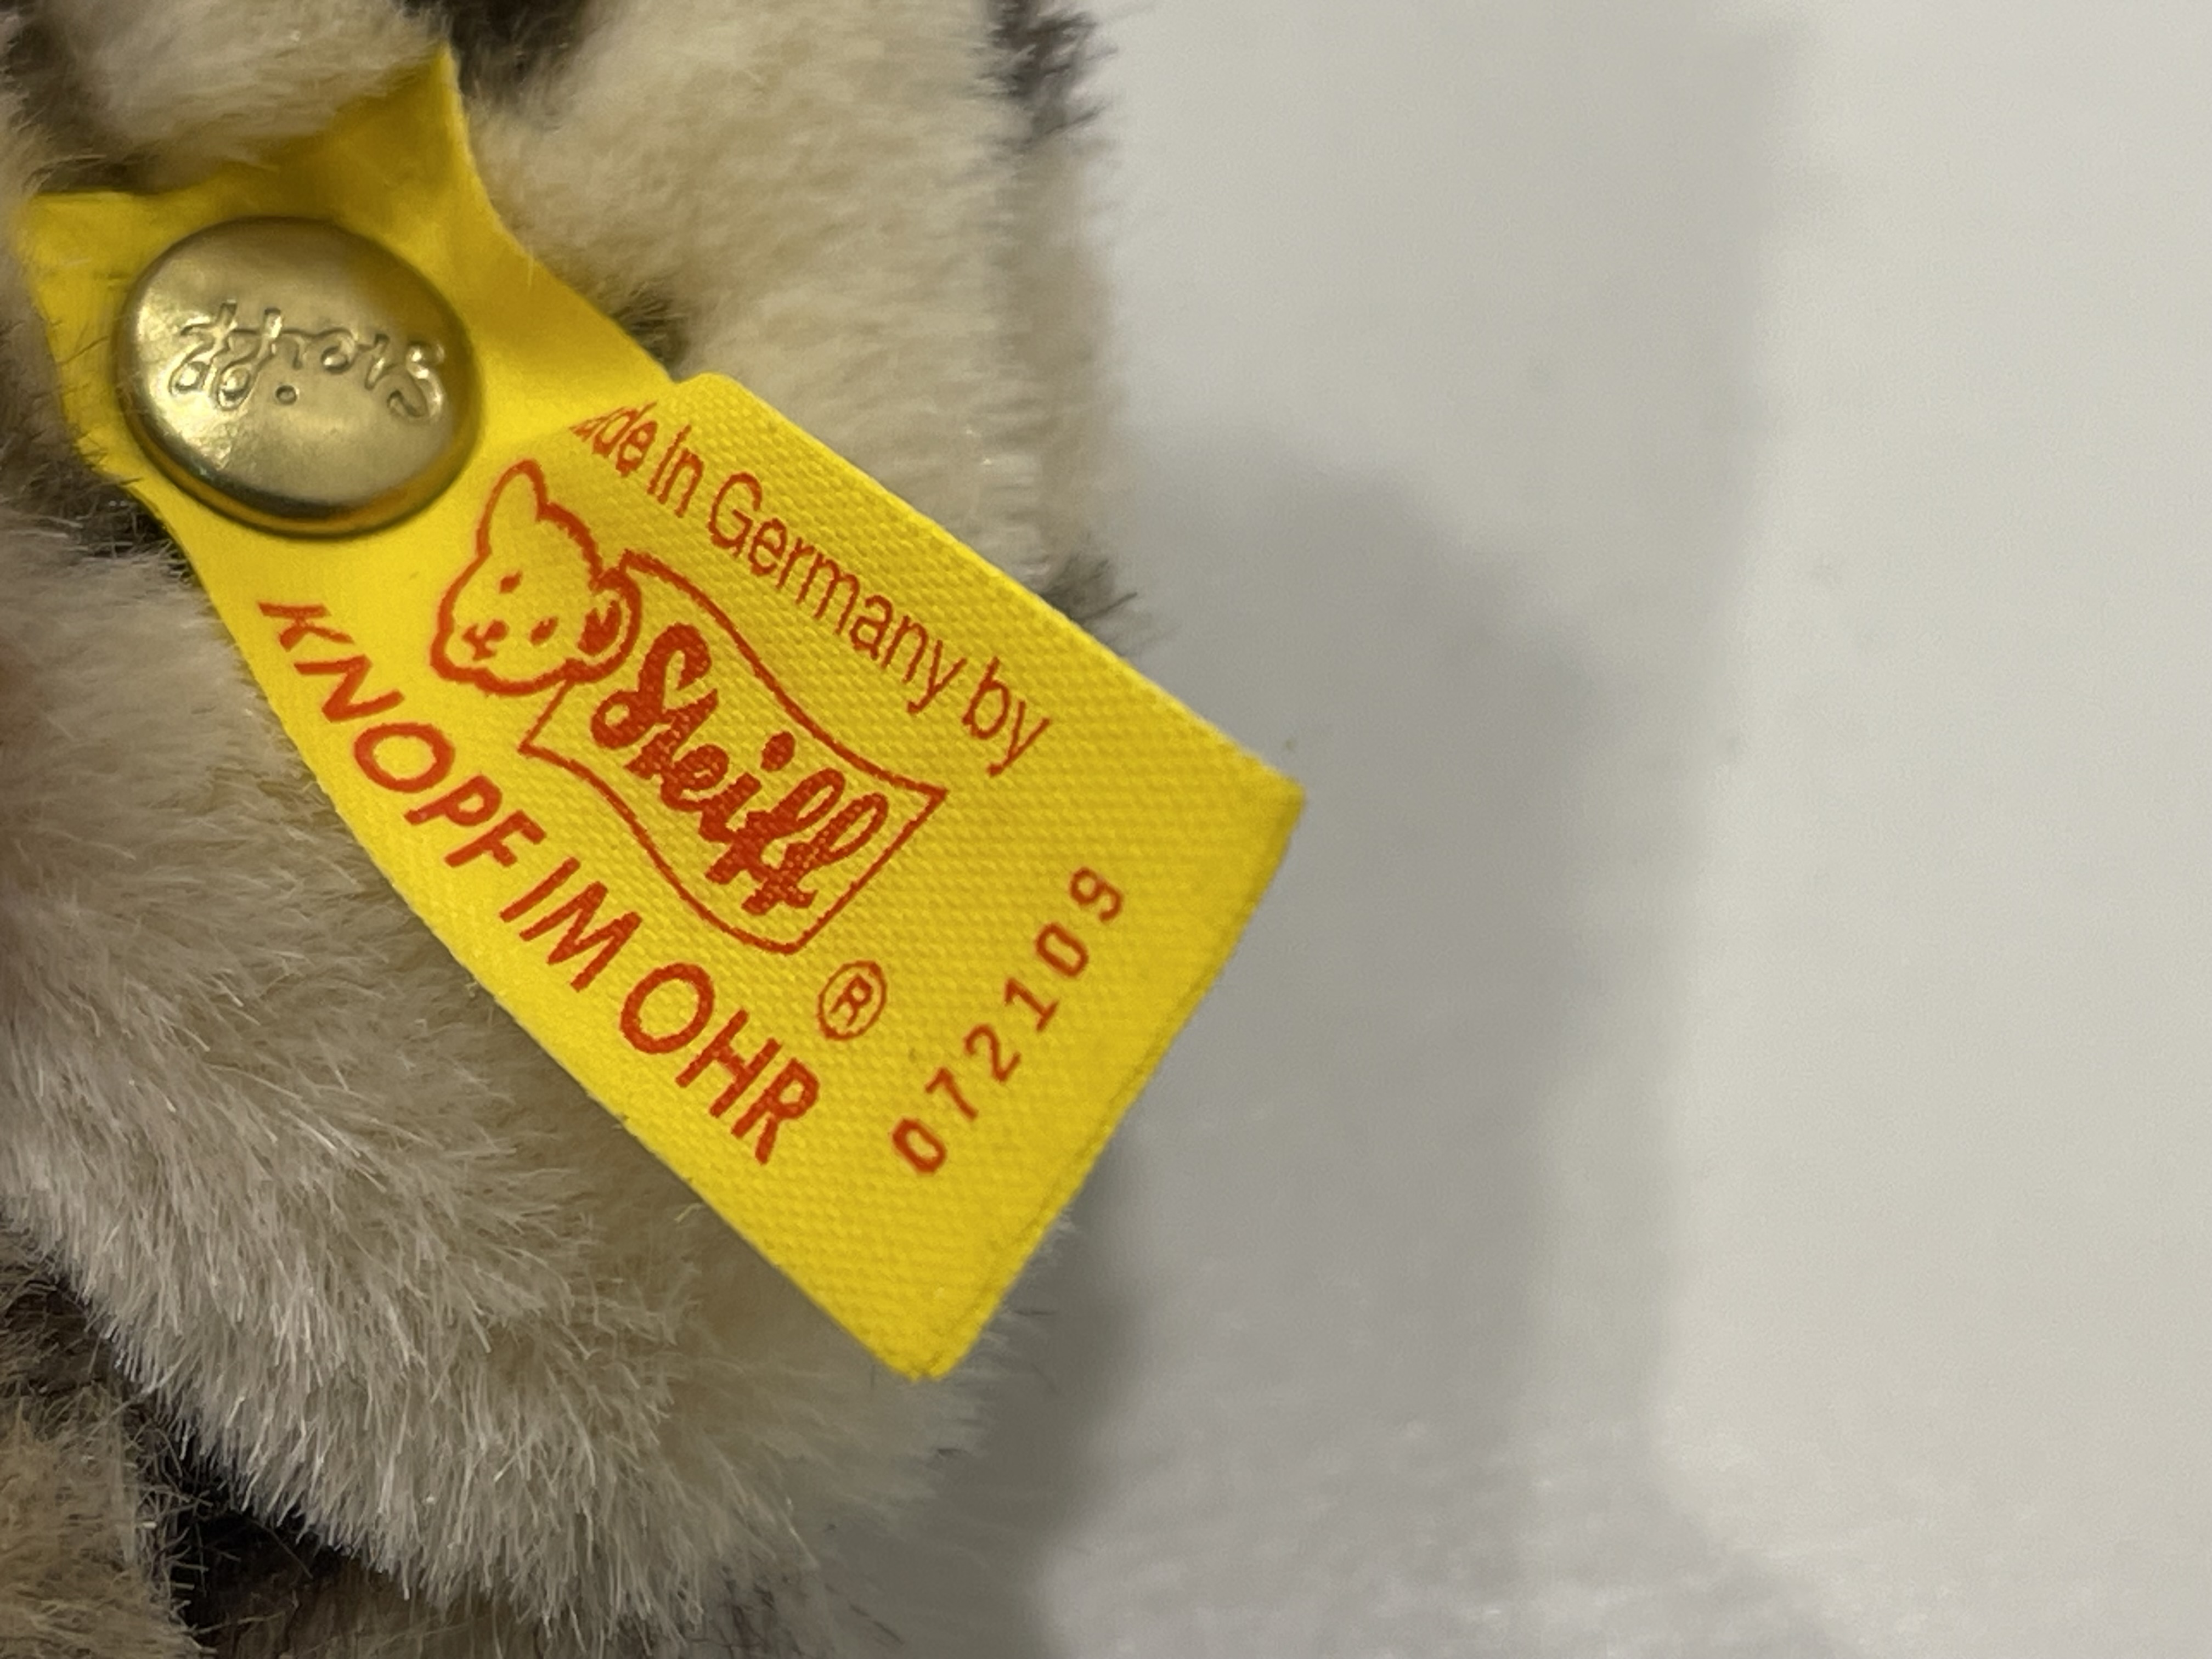 Steiff
ade in Germany by
Steiff
®
KNOPF IM OHR
072109